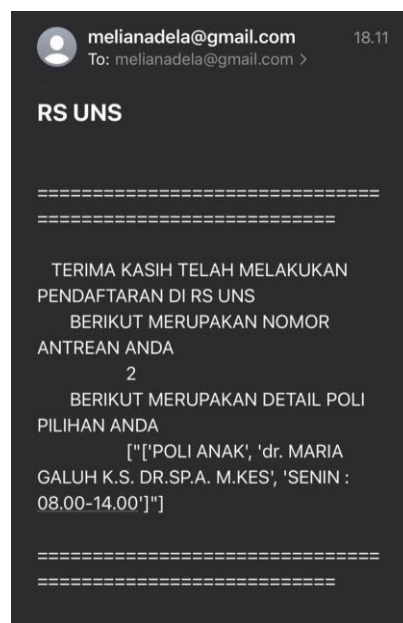 melianadela@gmail.com 18.11
To: melianadela@gmail.com >
RS UNS
===============================
===========================
TERIMA KASIH TELAH MELAKUKAN
PENDAFTARAN DI RS UNS
BERIKUT MERUPAKAN NOMOR
ANTREAN ANDA
2
BERIKUT MERUPAKAN DETAIL POLI
PILIHAN ANDA
["['POLI ANAK', 'dr. MARIA
GALUH K.S. DR.SP.A. M.KES', 'SENIN :
08.00-14.00']"]
===============================
===========================